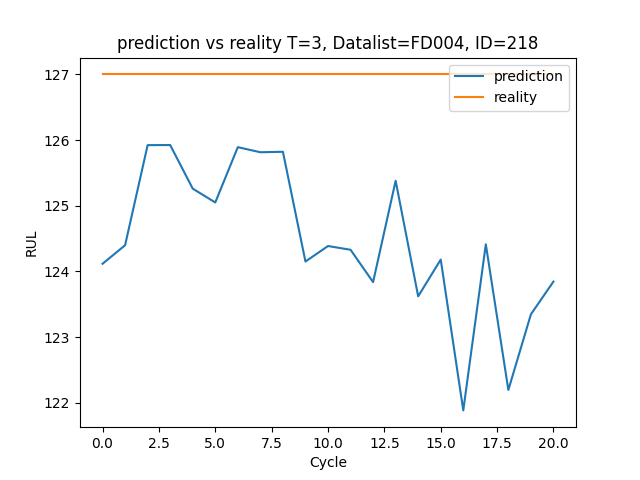 prediction vs reality T=3, Datalist=FD004, ID=218
127
126
125
124
123
122
RUL
prediction
reality
0.0 2.5 5.0 7.5 10.0 12.5 15.0 17.5 20.0
Cycle